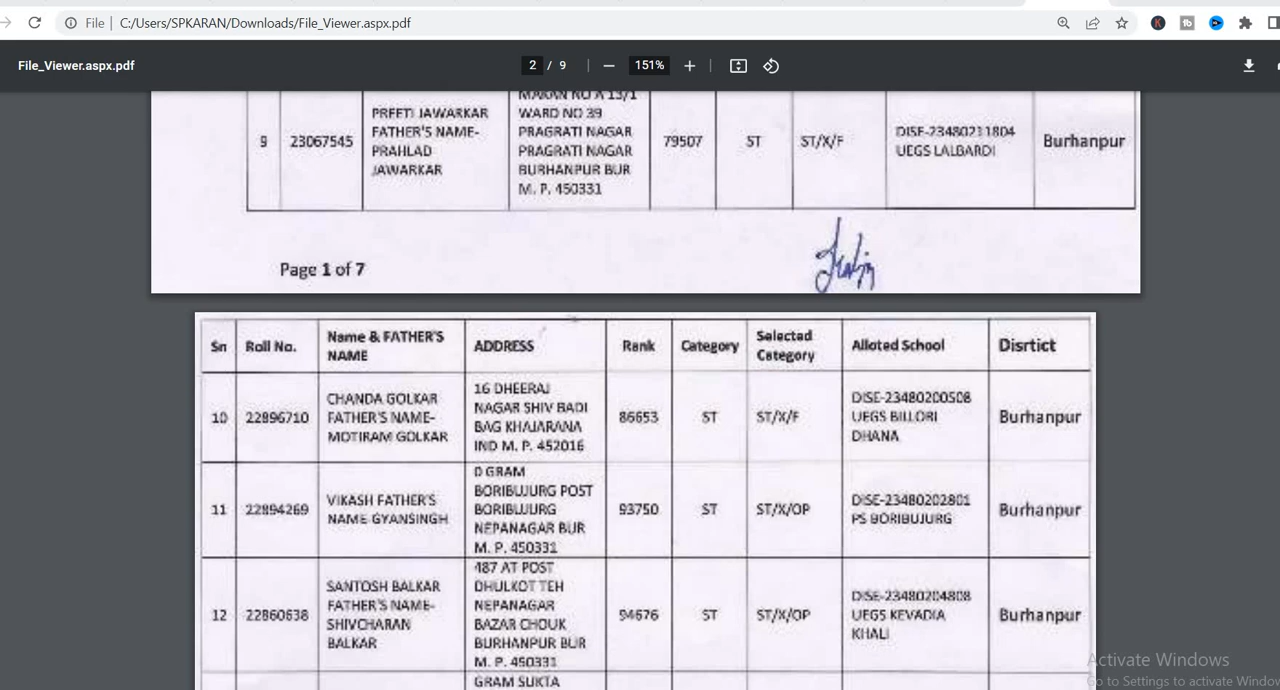 File | C:/Users/SPKARAN/Downloads/File_Viewer.aspx.pdf
File_Viewer.aspx.pdf
2 / 9
151%
9
23067545
PREETI JAWARKAR
FATHER'S NAME-
PRAHLAD
JAWARKAR
MAKAN NO A 13/1
WARD NO 39
PRAGRATI NAGAR
PRAGRATI NAGAR
BURHANPUR BUR
M. P. 450331
79507
ST
ST/X/F
DISE-23480211804
UEGS LALBARDI
Burhanpur
Page 1 of 7
Sn
Roll No.
Name & FATHER'S
NAME
ADDRESS
Rank
Category
Selected
Category
Alloted School
Disrtict
10
22896710
CHANDA GOLKAR
FATHER'S NAME-
MOTIRAM GOLKAR
16 DHEERAJ
NAGAR SHIV BADI
BAG KHAJARANA
IND M. P. 452016
86653
ST
ST/X/F
DISE-23480200508
UEGS BILLORI
DHANA
Burhanpur
11
22894269
VIKASH FATHER'S
NAME-GYANSINGH
D GRAM
BORIBUJURG POST
BORIBUJURG
NEPANAGAR BUR
M. P. 450331
93750
ST
ST/X/OP
DISE-23480202801
PS BORIBUJURG
Burhanpur
12
22860638
SANTOSH BALKAR
FATHER'S NAME-
SHIVCHARAN
BALKAR
487 AT POST
DHULKOT TEH
NEPANAGAR
BAZAR CHOUK
BURHANPUR BUR
M. P. 450331
94676
ST
ST/X/OP
DISE-23480204808
UEGS KEVADIA
KHALI
Burhanpur
GRAM SUKTA
Activate Windows
Go to Settings to activate Windows